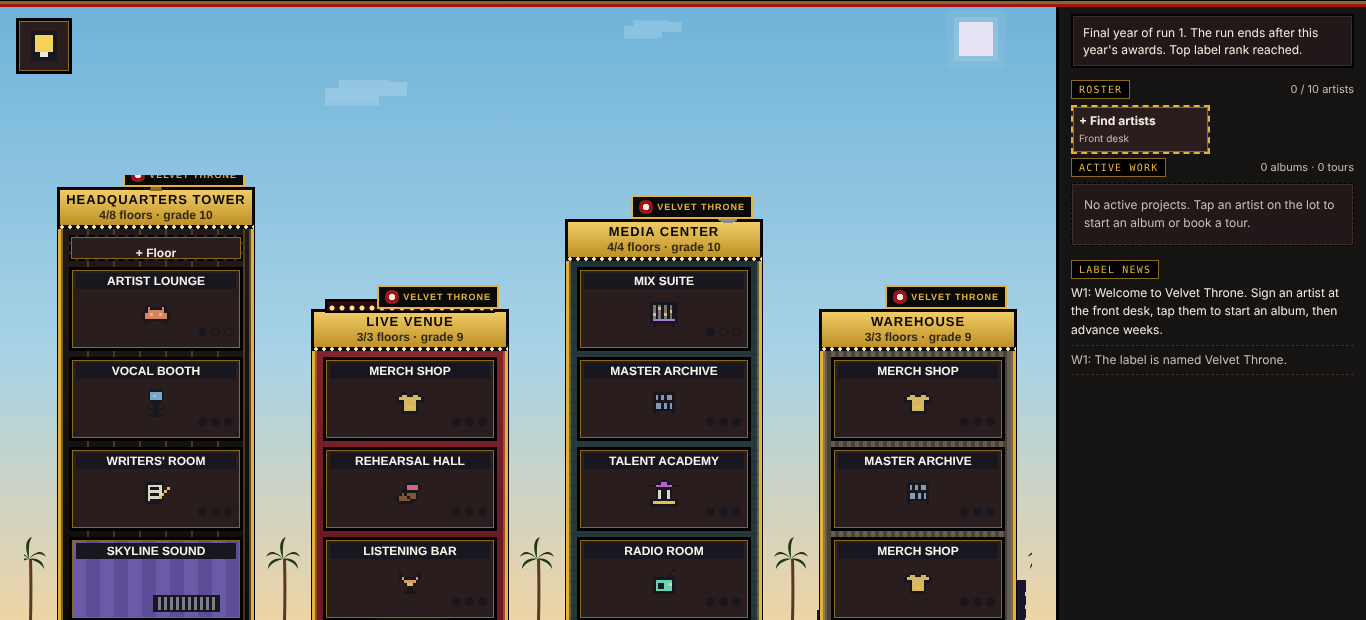 VELVET THRONE
HEADQUARTERS TOWER
4/8 floors · grade 10
+ Floor
ARTIST LOUNGE
VOCAL BOOTH
WRITERS' ROOM
SKYLINE SOUND
VELVET THRONE
LIVE VENUE
3/3 floors · grade 9
MERCH SHOP
REHEARSAL HALL
LISTENING BAR
VELVET THRONE
MEDIA CENTER
4/4 floors · grade 10
MIX SUITE
MASTER ARCHIVE
TALENT ACADEMY
RADIO ROOM
VELVET THRONE
WAREHOUSE
3/3 floors · grade 9
MERCH SHOP
MASTER ARCHIVE
MERCH SHOP
Final year of run 1. The run ends after this
year's awards. Top label rank reached.
ROSTER
0 / 10 artists
+ Find artists
Front desk
ACTIVE WORK
0 albums · 0 tours
No active projects. Tap an artist on the lot to
start an album or book a tour.
LABEL NEWS
W1: Welcome to Velvet Throne. Sign an artist at
the front desk, tap them to start an album, then
advance weeks.
W1: The label is named Velvet Throne.